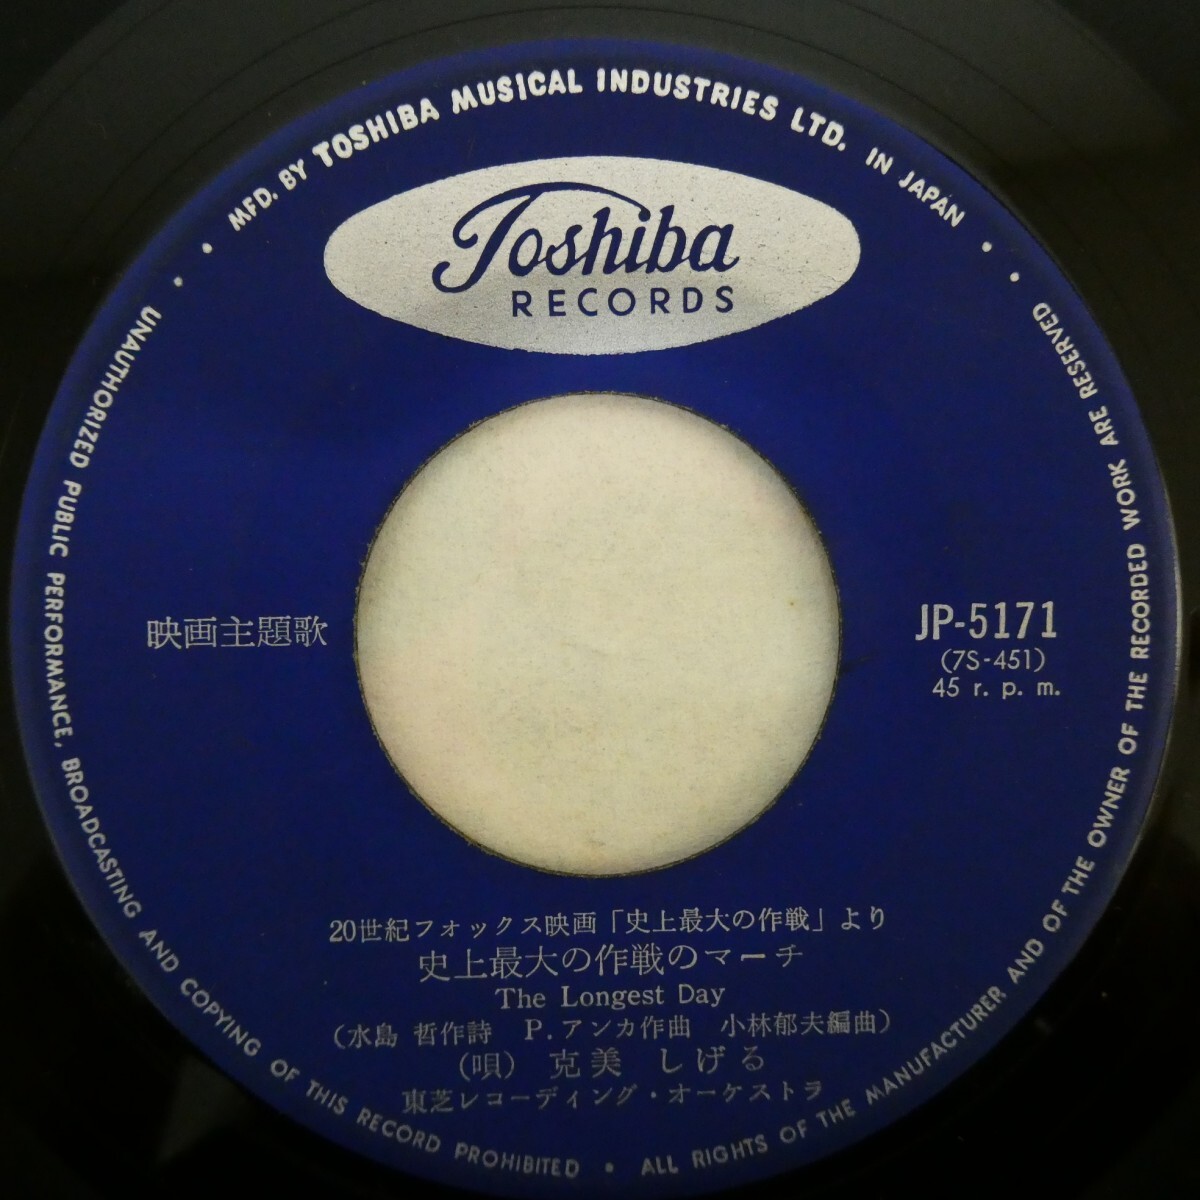 MFD. BY TOSHIBA MUSICAL INDUSTRIES LTD. IN JAPAN
Toshiba
RECORDS
映画主題歌
JP-5171
(7S-451)
45 r. p. m.
20世紀フォックス映画「史上最大の作戦」より
史上最大の作戦のマーチ
The Longest Day
(水島 哲作詩 P.アンカ作曲 小林郁夫編曲)
(唄) 克美 しげる
東芝レコーディング・オーケストラ
• UNAUTHORIZED PUBLIC PERFORMANCE, BROADCASTING AND COPYING OF THIS RECORD PROHIBITED • ALL RIGHTS OF THE MANUFACTURER AND OF THE OWNER OF THE RECORDED WORK ARE RESERVED •